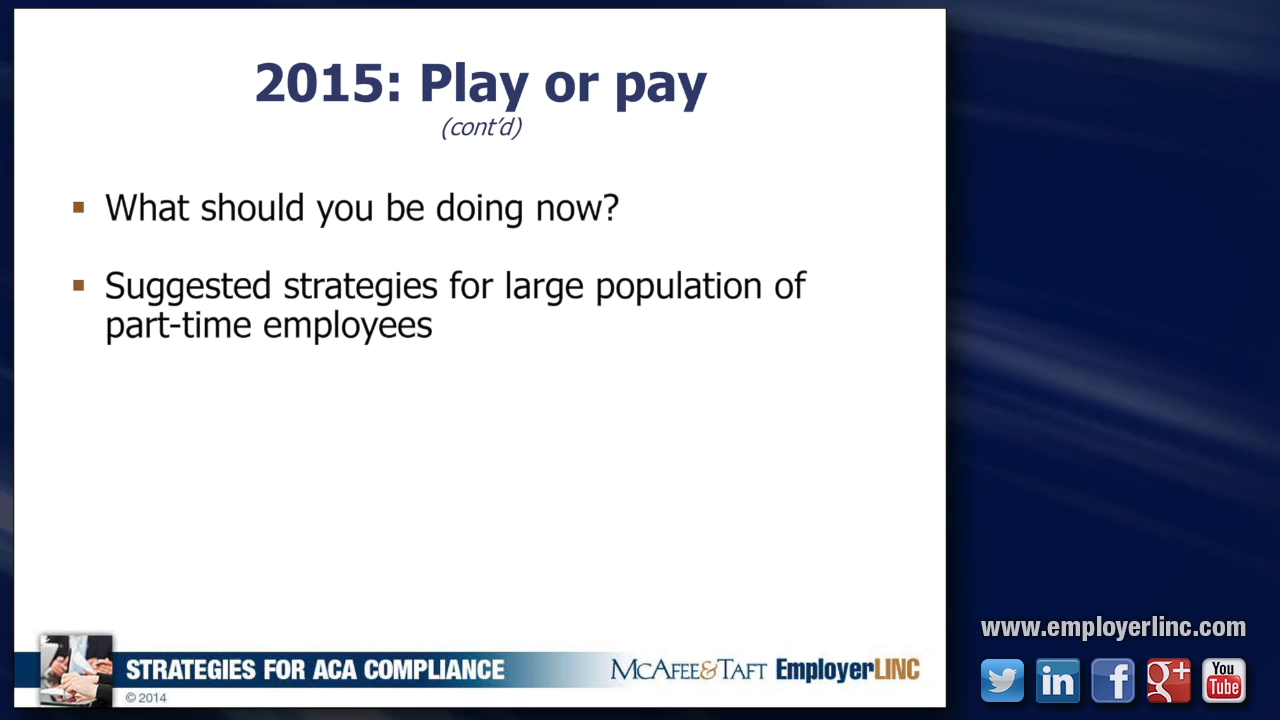 2015: Play or pay
(cont'd)
▪ What should you be doing now?
▪ Suggested strategies for large population of
part-time employees
STRATEGIES FOR ACA COMPLIANCE
MCAFEE&TAFT EmployerLINC
© 2014
www.employerlinc.com
in
f
g+
You
Tube